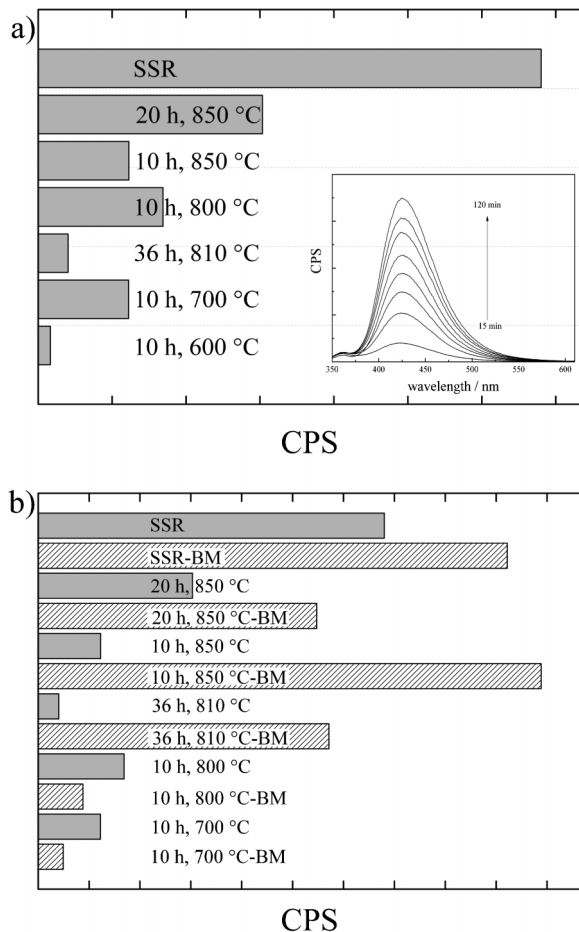 a)
SSR
20 h, 850 °C
10 h, 850 °C
10 h, 800 °C
36 h, 810 °C
10 h, 700 °C
10 h, 600 °C
CPS
120 min
15 min
350 400 450 500 550 600
wavelength / nm
CPS
b)
SSR
SSR-BM
20 h, 850 °C
20 h, 850 °C-BM
10 h, 850 °C
10 h, 850 °C-BM
36 h, 810 °C
36 h, 810 °C-BM
10 h, 800 °C
10 h, 800 °C-BM
10 h, 700 °C
10 h, 700 °C-BM
CPS